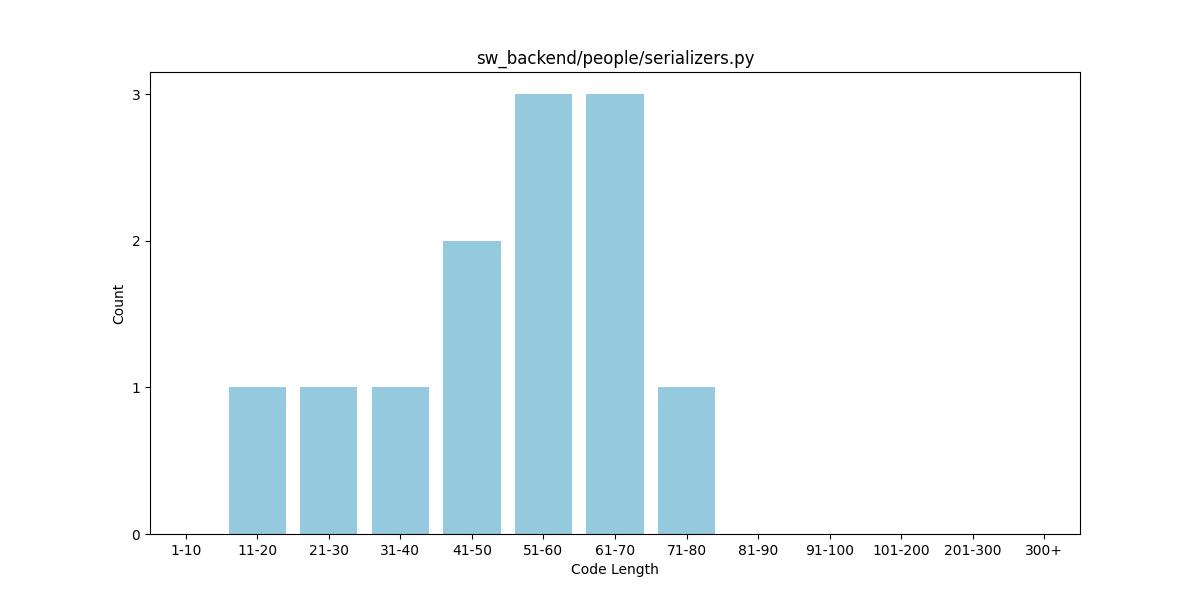 sw_backend/people/serializers.py
Count
3
2
1
0
1-10 11-20 21-30 31-40 41-50 51-60 61-70 71-80 81-90 91-100 101-200 201-300 300+
Code Length